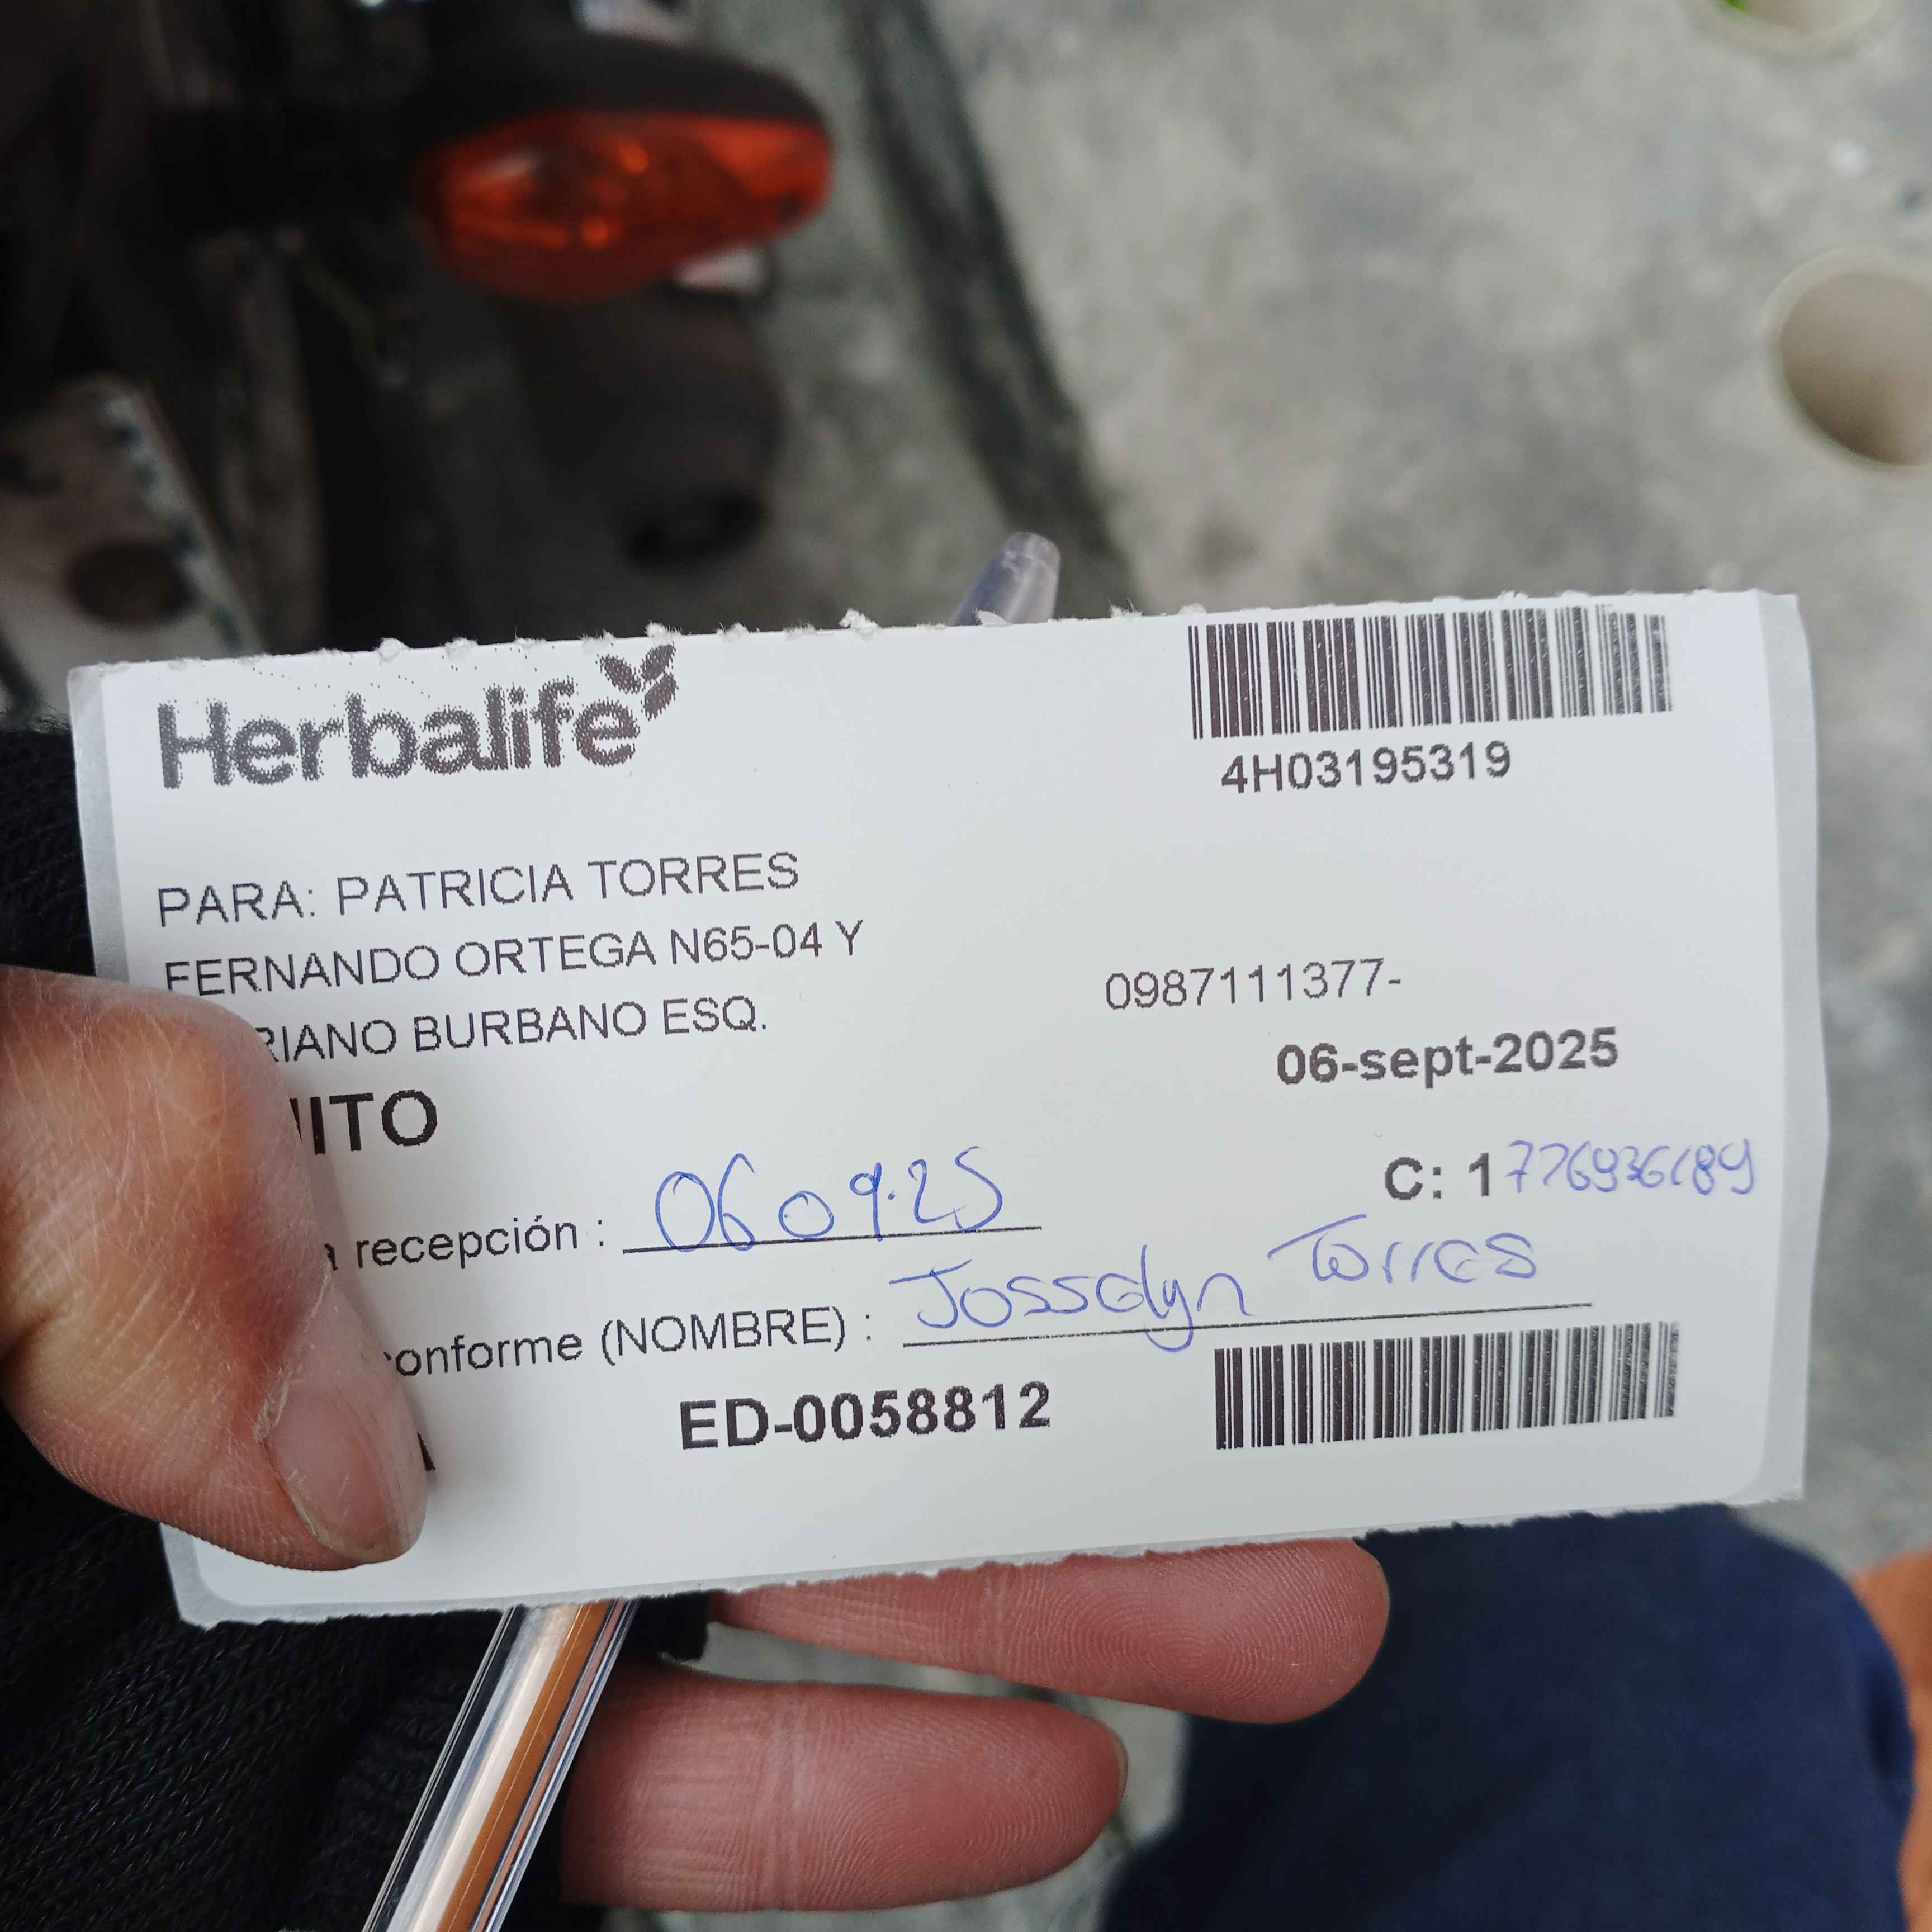 Herbalife
4H03195319
PARA: PATRICIA TORRES
FERNANDO ORTEGA N65-04 Y
RIANO BURBANO ESQ.
0987111377-
06-sept-2025
ITO
recepción : 06 09.25
C: 1
conforme (NOMBRE) : Josselyn Torres
ED-0058812